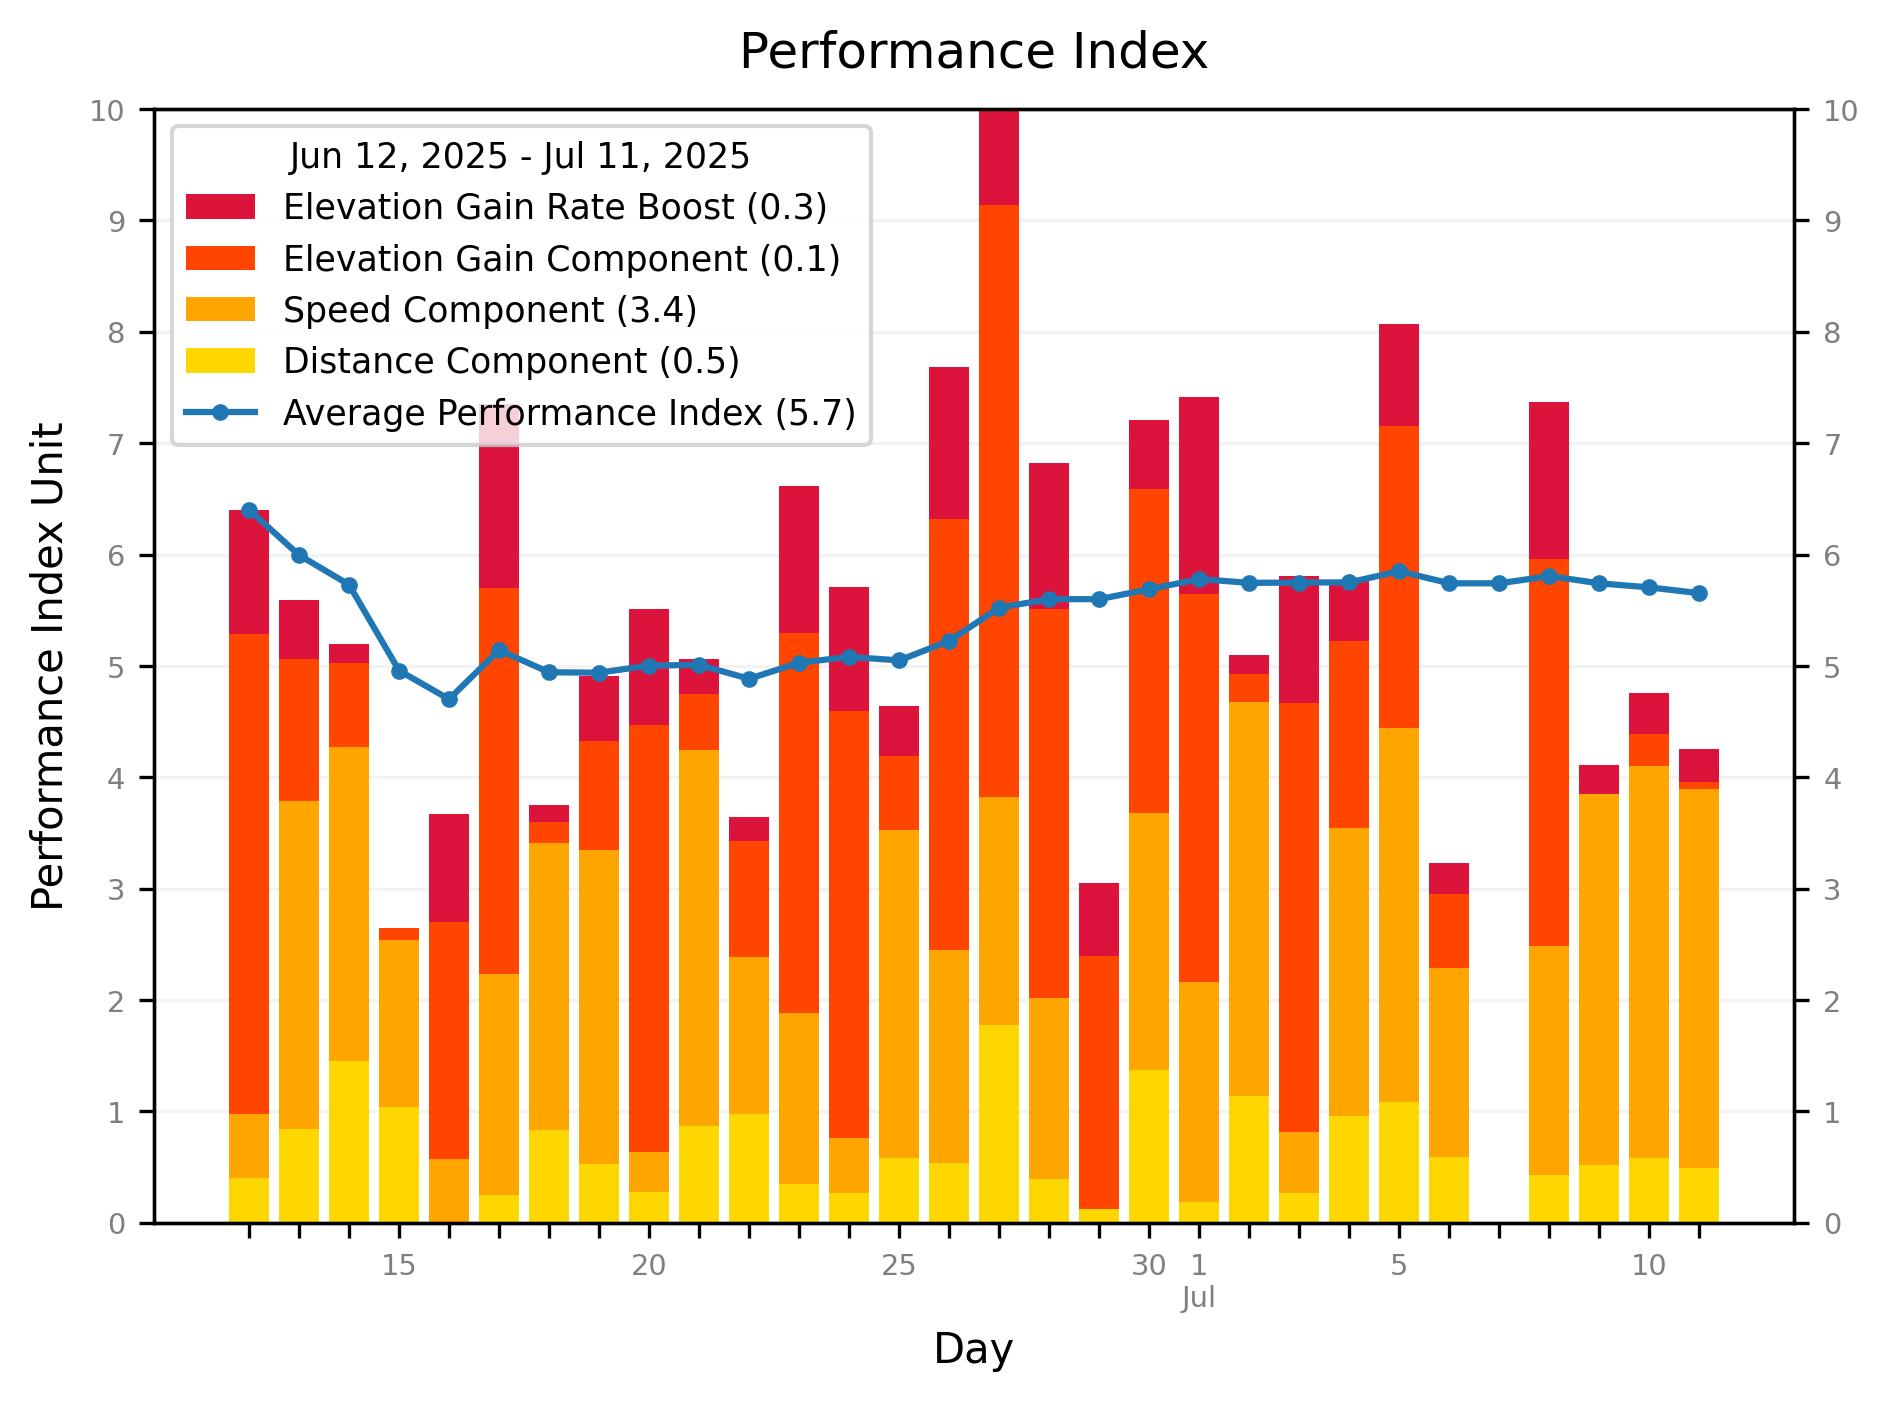 Performance Index
Jun 12, 2025 - Jul 11, 2025
Elevation Gain Rate Boost (0.3)
Elevation Gain Component (0.1)
Speed Component (3.4)
Distance Component (0.5)
Average Performance Index (5.7)
Performance Index Unit
10
9
8
7
6
5
4
3
2
1
0
10
9
8
7
6
5
4
3
2
1
0
15 20 25 30 1 5 10
Jul
Day